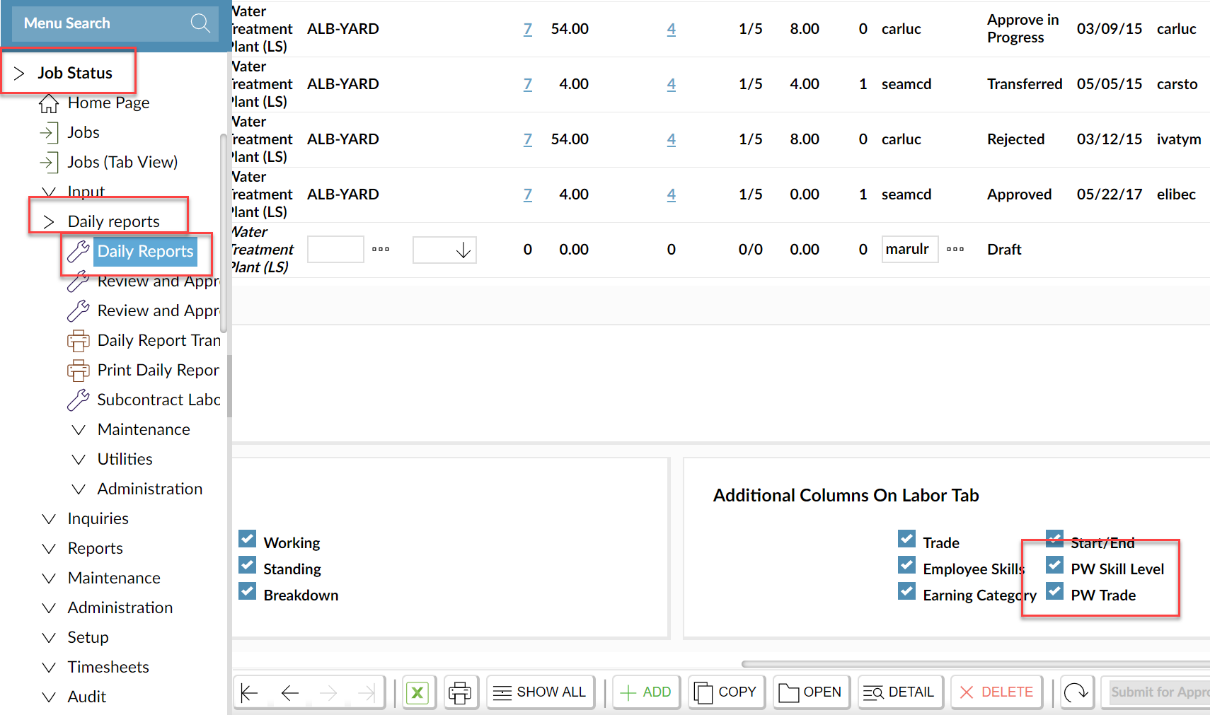 Menu Search
Job Status
Home Page
Jobs
Jobs (Tab View)
Input
Daily reports
Daily Reports
Review and Appr
Review and Appr
Daily Report Tran
Print Daily Repor
Subcontract Labo
Maintenance
Utilities
Administration
Inquiries
Reports
Maintenance
Administration
Setup
Timesheets
Audit
Water
Treatment
Plant (LS)
ALB-YARD 7 54.00 4 1/5 8.00 0 carluc Approve in Progress 03/09/15 carluc
Water
Treatment
Plant (LS)
ALB-YARD 7 4.00 4 1/5 4.00 1 seamcd Transferred 05/05/15 carsto
Water
Treatment
Plant (LS)
ALB-YARD 7 54.00 4 1/5 8.00 0 carluc Rejected 03/12/15 ivatym
Water
Treatment
Plant (LS)
ALB-YARD 7 4.00 4 1/5 0.00 1 seamcd Approved 05/22/17 elibec
Water
Treatment
Plant (LS)
0 0.00 0 0/0 0.00 0 marulr Draft
Working
Standing
Breakdown
Additional Columns On Labor Tab
Trade Start/End
Employee Skills PW Skill Level
Earning Category PW Trade
X SHOW ALL ADD COPY OPEN DETAIL DELETE Submit for Appro